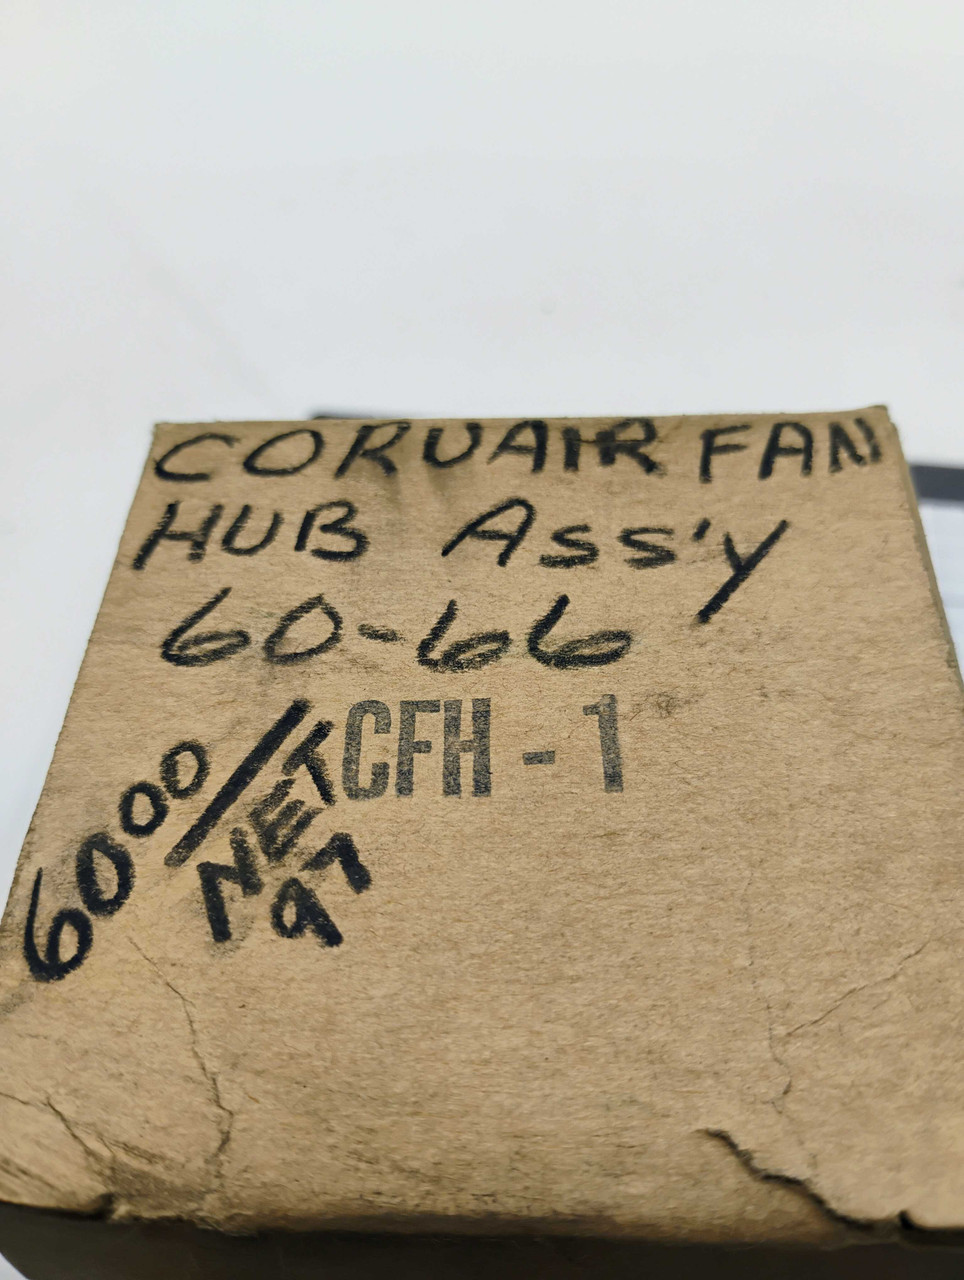 CORVAIR FAN
HUB Ass'y
60-66
CFH - 1
6000/NET
97